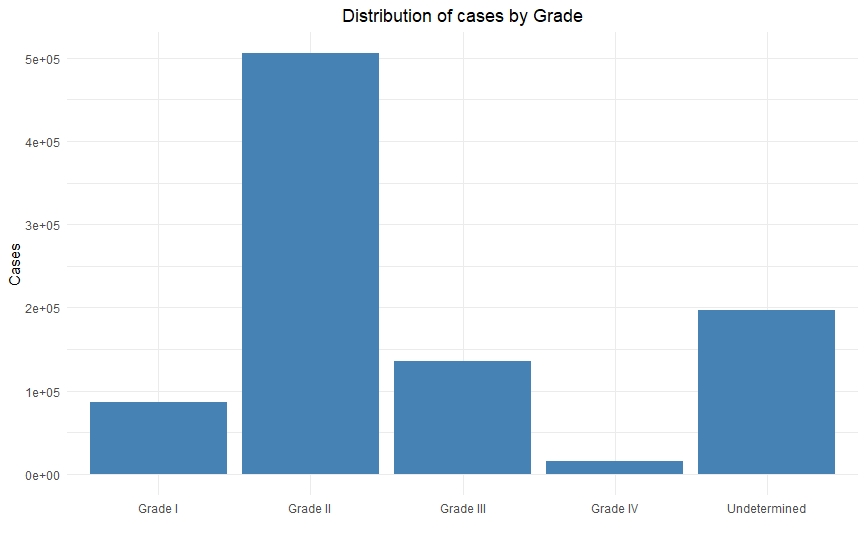 Distribution of cases by Grade
Cases
5e+05
4e+05
3e+05
2e+05
1e+05
0e+00
Grade I
Grade II
Grade III
Grade IV
Undetermined